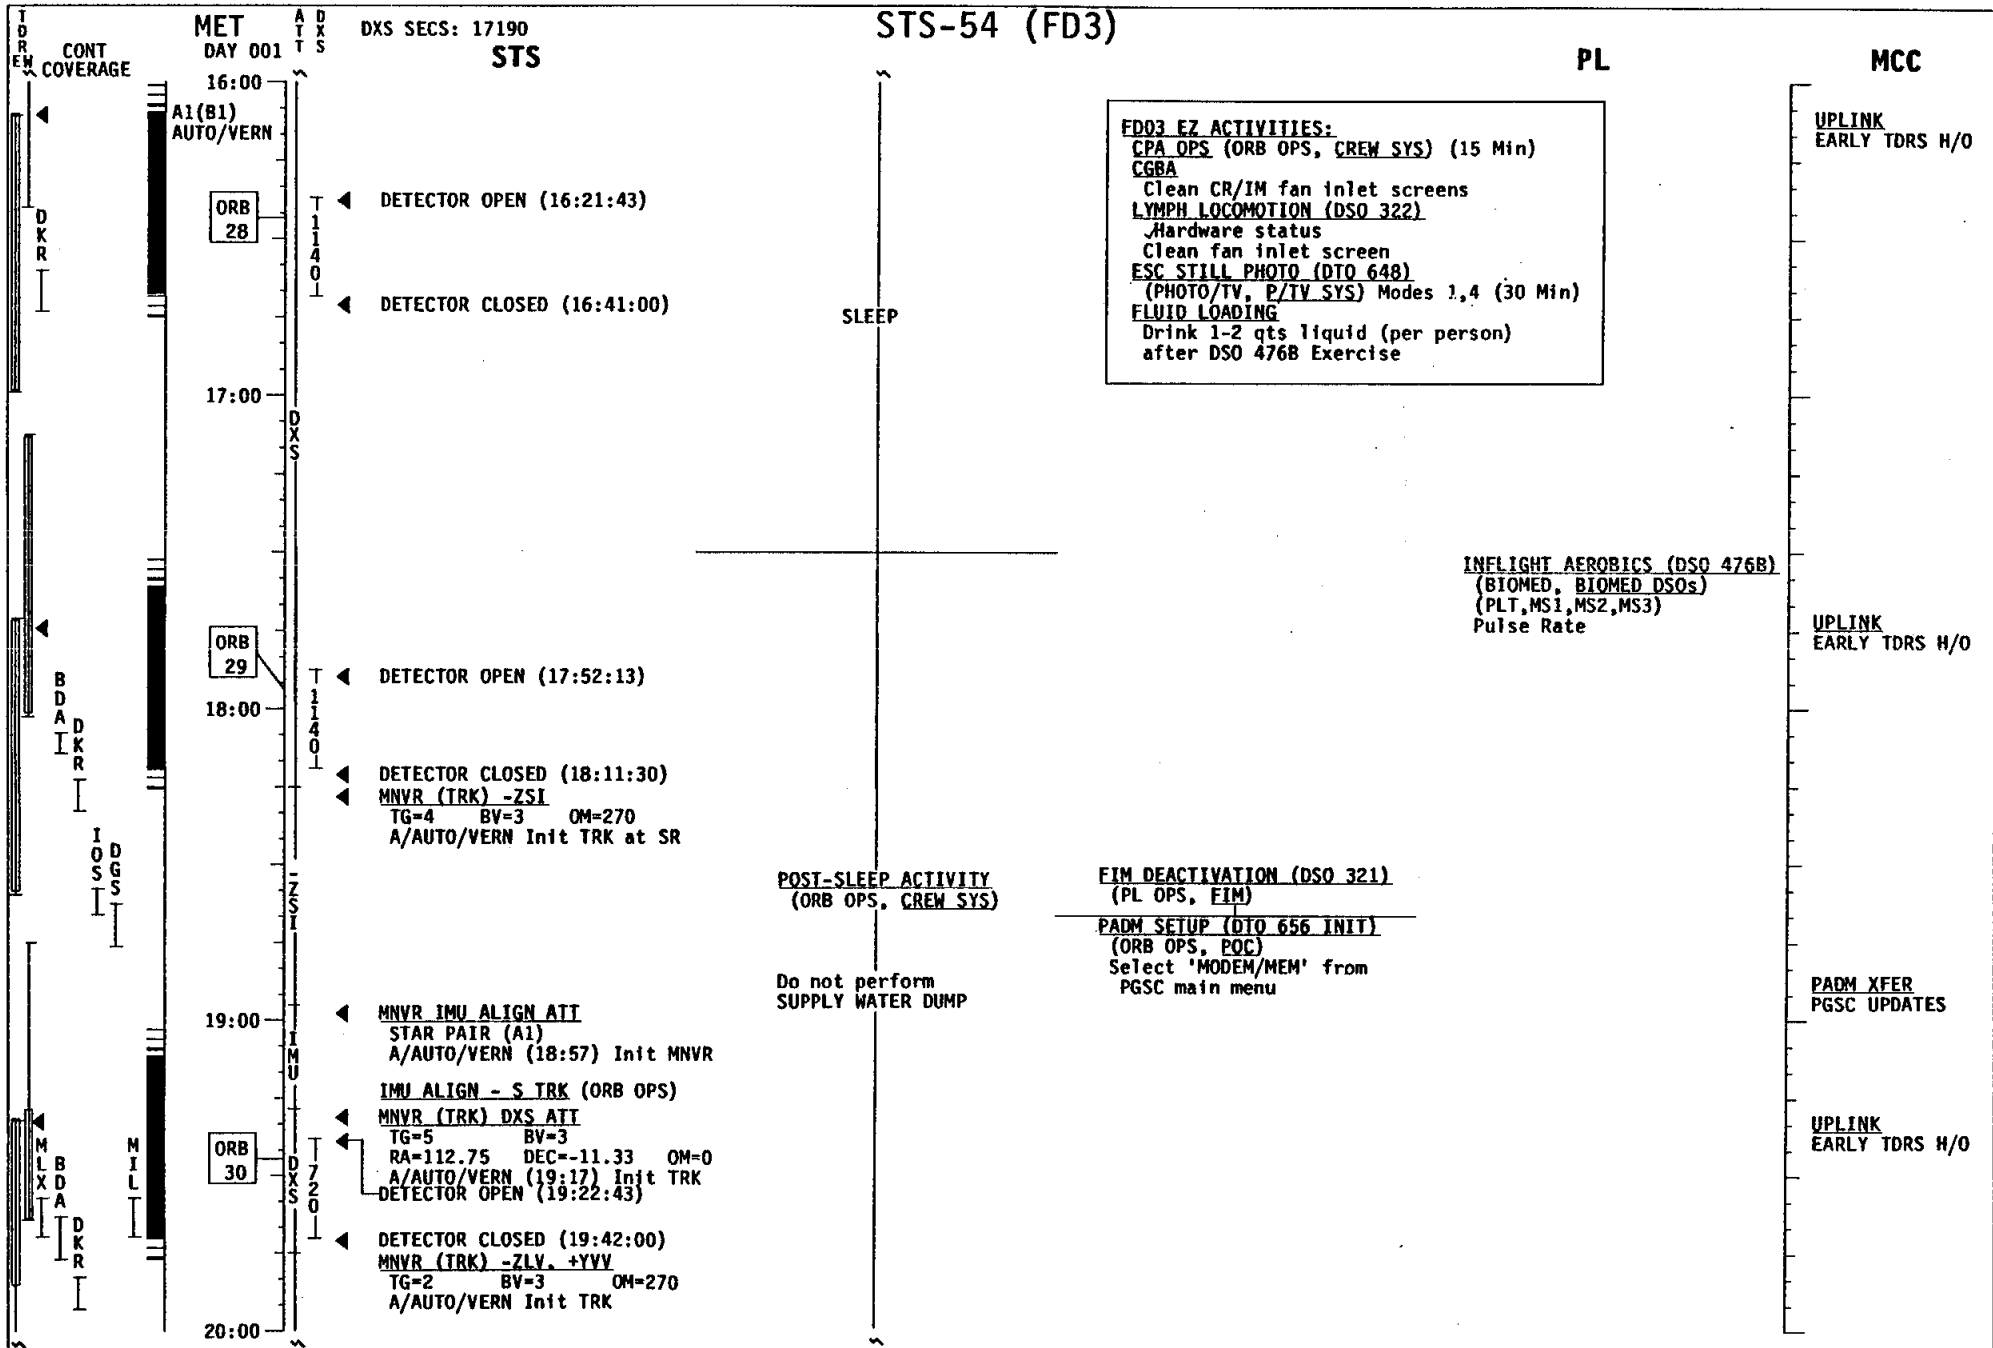 STS-54 (FD3)
TDRE W
CONT
COVERAGE
MET
DAY 001
ATT
DXS
DXS SECS: 17190
STS
PL
MCC
16:00
A1(B1)
AUTO/VERN
ORB
28
DKR
1140
DETECTOR OPEN (16:21:43)
DETECTOR CLOSED (16:41:00)
SLEEP
FD03 EZ ACTIVITIES:
CPA OPS (ORB OPS, CREW SYS) (15 Min)
CGBA
Clean CR/IM fan inlet screens
LYMPH LOCOMOTION (DSO 322)
√Hardware status
Clean fan inlet screen
ESC STILL PHOTO (DTO 648)
(PHOTO/TV, P/TV SYS) Modes 1,4 (30 Min)
FLUID LOADING
Drink 1-2 qts liquid (per person)
after DSO 476B Exercise
UPLINK
EARLY TDRS H/O
17:00
DXS
INFLIGHT AEROBICS (DSO 476B)
(BIOMED, BIOMED DSOs)
(PLT,MS1,MS2,MS3)
Pulse Rate
UPLINK
EARLY TDRS H/O
ORB
29
BDA
DKR
1140
DETECTOR OPEN (17:52:13)
18:00
DETECTOR CLOSED (18:11:30)
MNVR (TRK) -ZSI
TG=4 BV=3 OM=270
A/AUTO/VERN Init TRK at SR
IOS
DGS
-ZSI
POST-SLEEP ACTIVITY
(ORB OPS, CREW SYS)
Do not perform
SUPPLY WATER DUMP
FIM DEACTIVATION (DSO 321)
(PL OPS, FIM)
PADM SETUP (DTO 656 INIT)
(ORB OPS, POC)
Select 'MODEM/MEM' from
PGSC main menu
PADM XFER
PGSC UPDATES
19:00
IMU
MNVR IMU ALIGN ATT
STAR PAIR (A1)
A/AUTO/VERN (18:57) Init MNVR
IMU ALIGN - S TRK (ORB OPS)
MNVR (TRK) DXS ATT
TG=5 BV=3
RA=112.75 DEC=-11.33 OM=0
A/AUTO/VERN (19:17) Init TRK
DETECTOR OPEN (19:22:43)
UPLINK
EARLY TDRS H/O
ORB
30
MLX
BDA
DKR
MIL
DXS
720
DETECTOR CLOSED (19:42:00)
MNVR (TRK) -ZLV, +YVV
TG=2 BV=3 OM=270
A/AUTO/VERN Init TRK
20:00